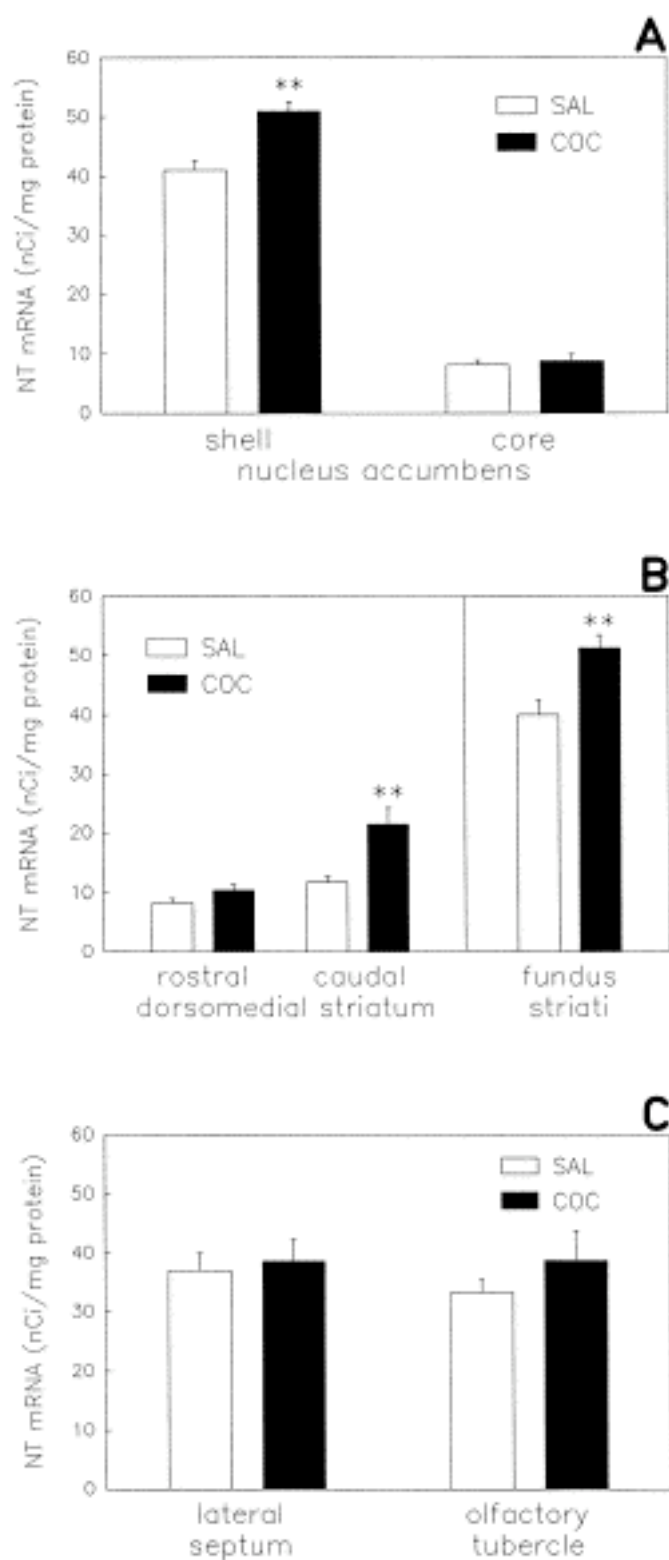 A
NT mRNA (nCi/mg protein)
60
50
40
30
20
10
0
**
SAL
COC
shell core
nucleus accumbens
B
NT mRNA (nCi/mg protein)
60
50
40
30
20
10
0
SAL
COC
**
**
rostral caudal fundus
dorsomedial striatum striati
C
NT mRNA (nCi/mg protein)
60
50
40
30
20
10
0
SAL
COC
lateral olfactory
septum tubercle